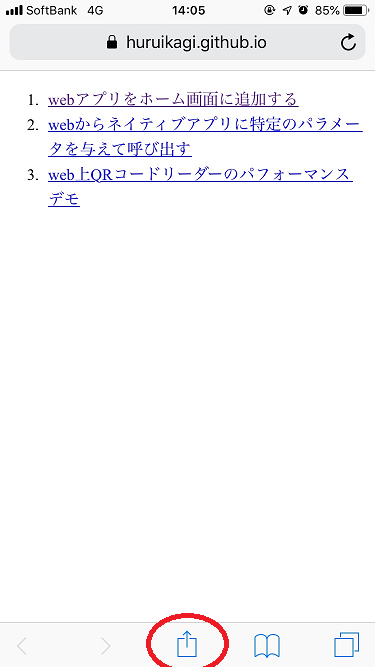 SoftBank 4G 14:05 85%
huruikagi.github.io
1. webアプリをホーム画面に追加する
2. webからネイティブアプリに特定のパラメー
タを与えて呼び出す
3. web上QRコードリーダーのパフォーマンス
デモ